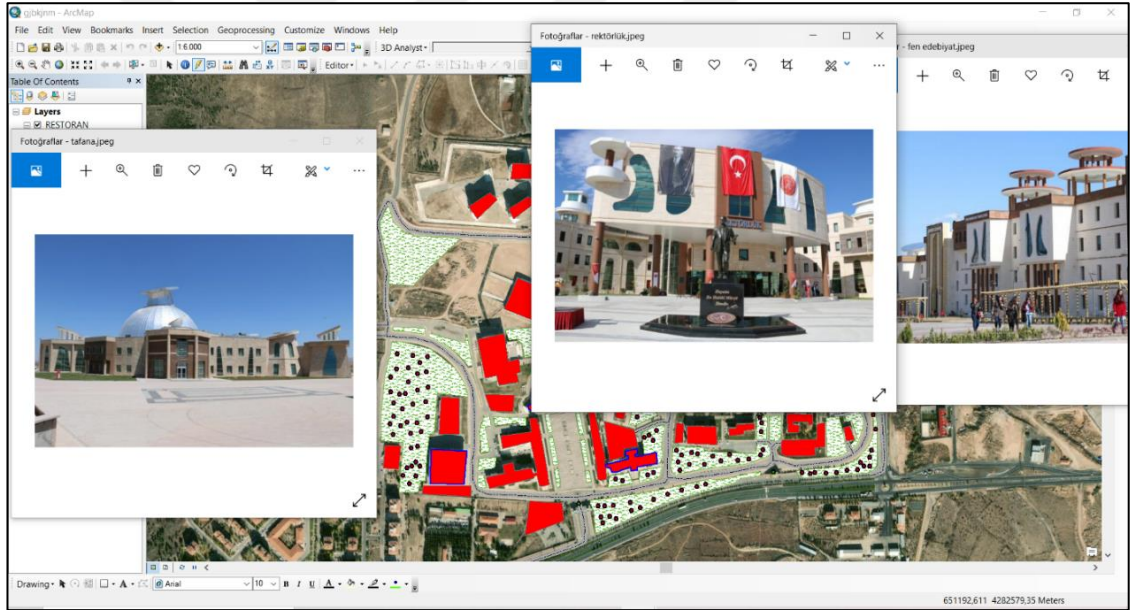 gjbkjnm - ArcMap
File Edit View Bookmarks Insert Selection Geoprocessing Customize Windows Help
1:6.000
3D Analyst
Editor
Table Of Contents
Layers
RESTORAN
Fotoğraflar - tafana.jpeg
Fotoğraflar - rektörlük.jpeg
- fen edebiyat.jpeg
Drawing
Arial
10
B I U A
651192,611 4282579,35 Meters